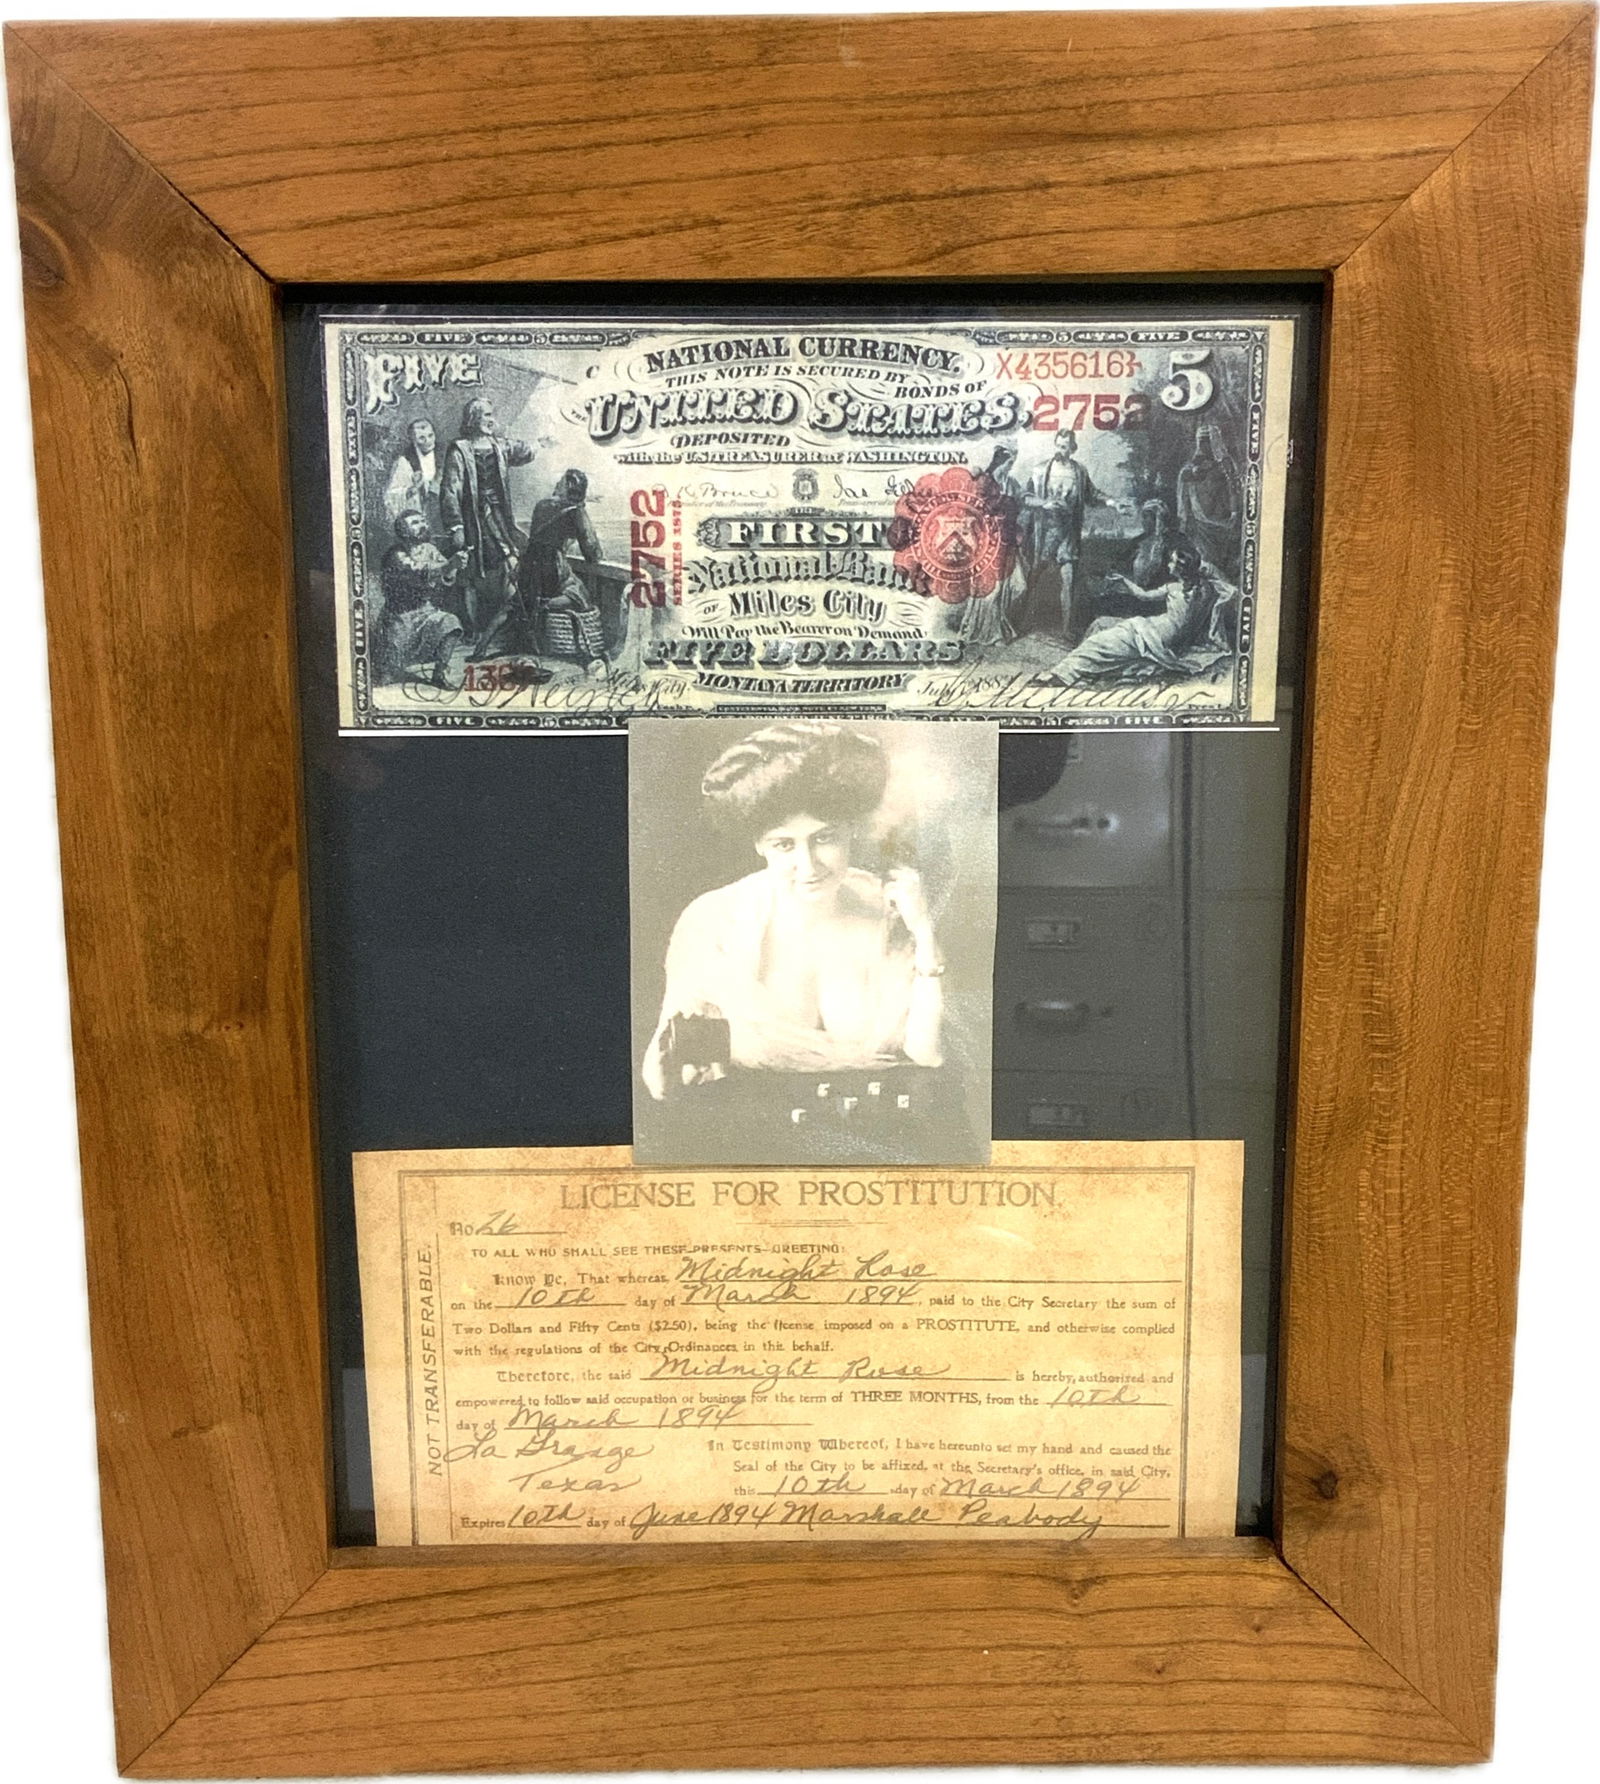 FIVE
NATIONAL CURRENCY.
THIS NOTE IS SECURED BY
BONDS OF
X435616
5
UNITED STATES
2752
DEPOSITED
with the U.S. TREASURER at WASHINGTON.
FIRST
National Bank
OF Miles City
2752
SERIES 1875
Will Pay the Bearer on Demand
FIVE DOLLARS
MONTANA TERRITORY
LICENSE FOR PROSTITUTION.
No 26
TO ALL WHO SHALL SEE THESE PRESENTS GREETING:
Know Ye, That whereas, Midnight Rose
on the 10th day of March 1894, paid to the City Secretary the sum of
Two Dollars and Fifty Cents ($2.50), being the license imposed on a PROSTITUTE, and otherwise complied
with the regulations of the City Ordinances in this behalf.
Therefore, the said Midnight Rose is hereby authorized and
empowered to follow said occupation or business for the term of THREE MONTHS, from the 10th
day of March 1894
La Grange
Texas
In Testimony Whereof, I have hereunto set my hand and caused the
Seal of the City to be affixed, at the Secretary's office, in said City,
this 10th day of March 1894
Expires 10th day of June 1894 Marshall Peabody
NOT TRANSFERABLE.